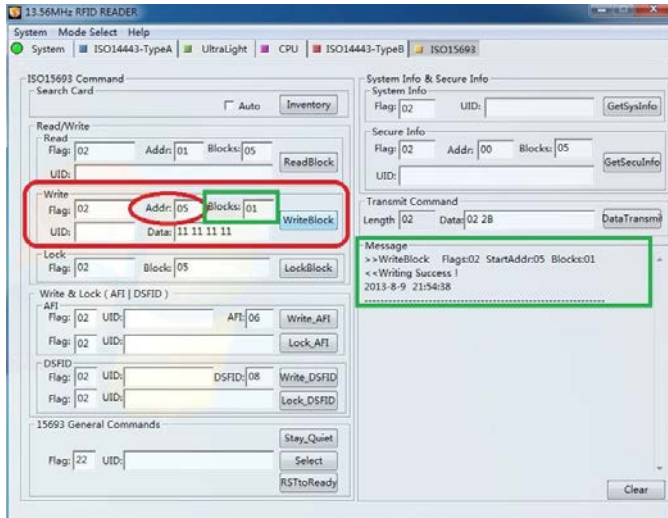 13.56MHz RFID READER
System Mode Select Help
System ISO14443-TypeA UltraLight CPU ISO14443-TypeB ISO15693
ISO15693 Command
Search Card
Auto Inventory
Read/Write
Read
Flag: 02 Addr: 01 Blocks: 05
ReadBlock
UID:
Write
Flag: 02 Addr: 05 Blocks: 01
WriteBlock
UID: Data: 11 11 11 11
Lock
Flag: 02 Block: 05 LockBlock
Write & Lock ( AFI | DSFID )
AFI
Flag: 02 UID: AFI: 06 Write_AFI
Flag: 02 UID: Lock_AFI
DSFID
Flag: 02 UID: DSFID: 08 Write_DSFID
Flag: 02 UID: Lock_DSFID
15693 General Commands
Stay_Quiet
Flag: 22 UID: Select
RSTtoReady
System Info & Secure Info
System Info
Flag: 02 UID: GetSysInfo
Secure Info
Flag: 02 Addr: 00 Blocks: 05
GetSecuInfo
UID:
Transmit Command
Length 02 Data: 02 2B DataTransmi
Message
>>WriteBlock Flags:02 StartAddr:05 Blocks:01
<<Writing Success !
2013-8-9 21:54:38
Clear